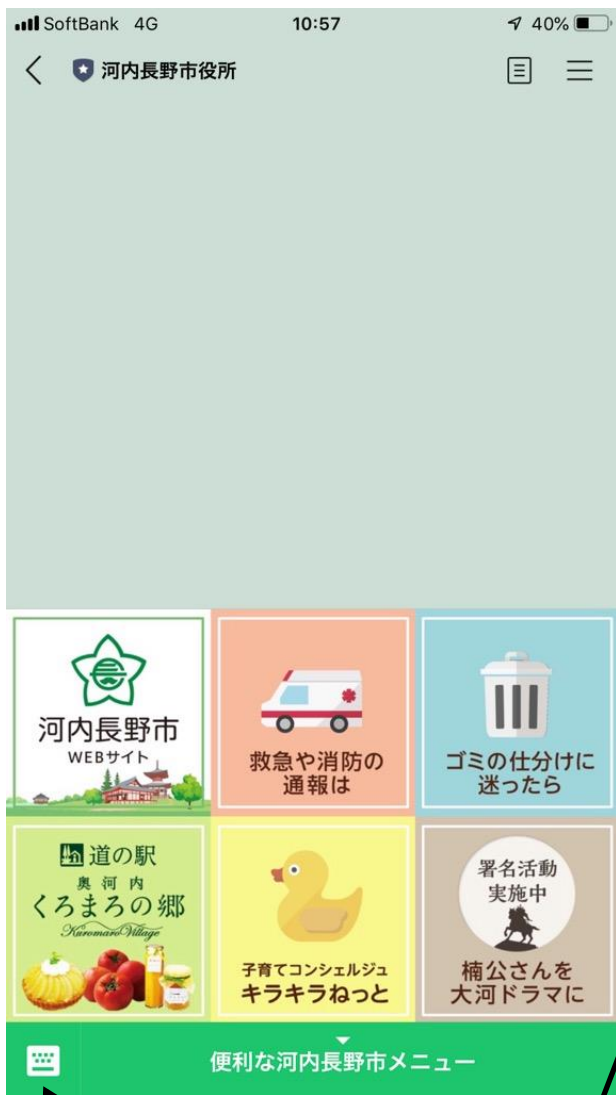 SoftBank 4G 10:57 40%
河内長野市役所
河内長野市
WEBサイト
救急や消防の
通報は
ゴミの仕分けに
迷ったら
道の駅
奥河内
くろまろの郷
Kuromaro Village
子育てコンシェルジュ
キラキラねっと
署名活動
実施中
楠公さんを
大河ドラマに
便利な河内長野市メニュー